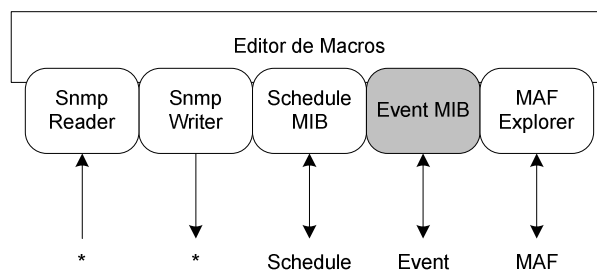 Editor de Macros
Snmp Reader
Snmp Writer
Schedule MIB
Event MIB
MAF Explorer
* * Schedule Event MAF